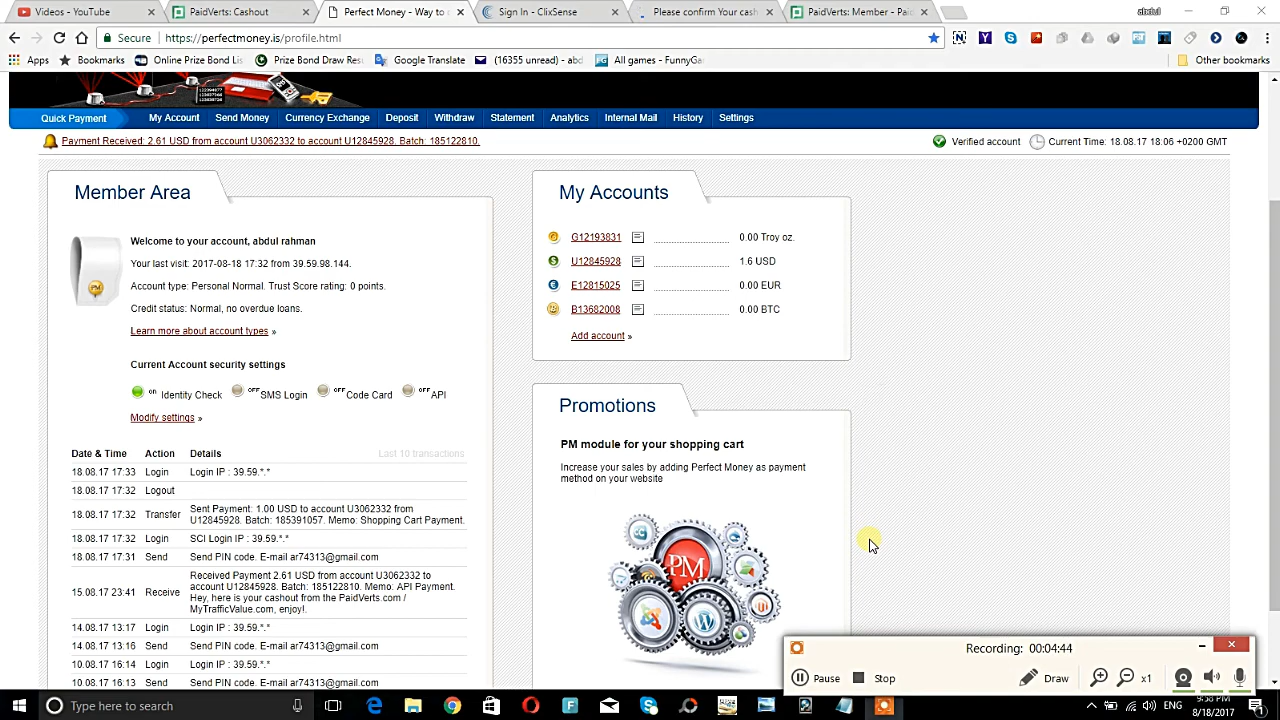 Videos - YouTube
PaidVerts: Cashout
Perfect Money - Way to
Sign In - ClixSense
Please confirm Your cash
PaidVerts: Member - Paid
abdul
Secure https://perfectmoney.is/profile.html
Apps Bookmarks Online Prize Bond Lis Prize Bond Draw Res Google Translate (16355 unread) - abd All games - FunnyGa Other bookmarks
Quick Payment My Account Send Money Currency Exchange Deposit Withdraw Statement Analytics Internal Mail History Settings
Payment Received: 2.61 USD from account U3062332 to account U12845928. Batch: 185122810. Verified account Current Time: 18.08.17 18:06 +0200 GMT
Member Area
Welcome to your account, abdul rahman
Your last visit: 2017-08-18 17:32 from 39.59.98.144.
Account type: Personal Normal. Trust Score rating: 0 points.
Credit status: Normal, no overdue loans.
Learn more about account types »
Current Account security settings
ON Identity Check OFF SMS Login OFF Code Card OFF API
Modify settings »
Date & Time Action Details Last 10 transactions
18.08.17 17:33 Login Login IP : 39.59.*.*
18.08.17 17:32 Logout
18.08.17 17:32 Transfer Sent Payment: 1.00 USD to account U3062332 from
U12845928. Batch: 185391057. Memo: Shopping Cart Payment.
18.08.17 17:32 Login SCI Login IP : 39.59.*.*
18.08.17 17:31 Send Send PIN code. E-mail ar74313@gmail.com
15.08.17 23:41 Receive Received Payment 2.61 USD from account U3062332 to
account U12845928. Batch: 185122810. Memo: API Payment.
Hey, here is your cashout from the PaidVerts.com /
MyTrafficValue.com, enjoy!.
14.08.17 13:17 Login Login IP : 39.59.*.*
14.08.17 13:16 Send Send PIN code. E-mail ar74313@gmail.com
10.08.17 16:14 Login Login IP : 39.59.*.*
10.08.17 16:13 Send Send PIN code. E-mail ar74313@gmail.com
My Accounts
G12193831 0.00 Troy oz.
U12845928 1.6 USD
E12815025 0.00 EUR
B13692008 0.00 BTC
Add account »
Promotions
PM module for your shopping cart
Increase your sales by adding Perfect Money as payment
method on your website
PM
Recording: 00:04:44
Pause Stop Draw x1
Type here to search
ENG
9:58 PM
8/18/2017